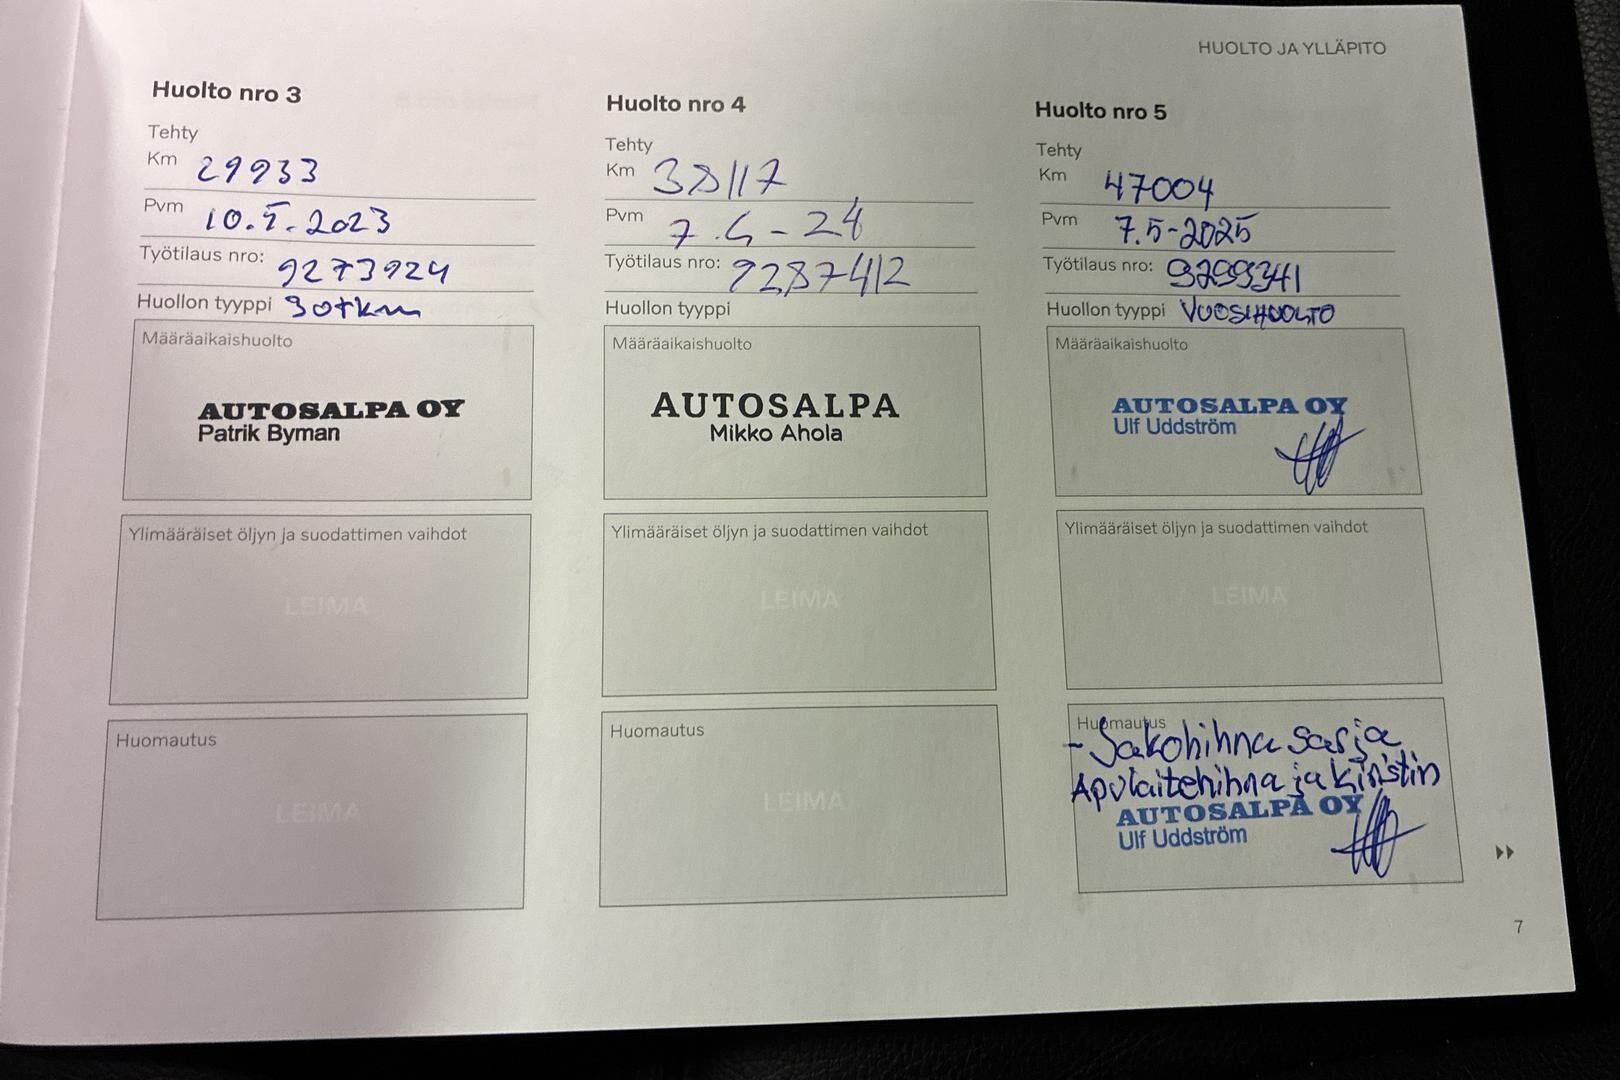 HUOLTO JA YLLÄPITO
Huolto nro 3
Tehty
Km 29933
Pvm 10.5.2023
Työtilaus nro: 9273924
Huollon tyyppi 30tkm
Määräaikaishuolto
AUTOSALPA OY
Patrik Byman
Ylimääräiset öljyn ja suodattimen vaihdot
LEIMA
Huomautus
LEIMA
Huolto nro 4
Tehty
Km 38117
Pvm 7.5-24
Työtilaus nro: 9287412
Huollon tyyppi
Määräaikaishuolto
AUTOSALPA
Mikko Ahola
Ylimääräiset öljyn ja suodattimen vaihdot
LEIMA
Huomautus
LEIMA
Huolto nro 5
Tehty
Km 47004
Pvm 7.5-2025
Työtilaus nro: 9299341
Huollon tyyppi VUOSIHUOLTO
Määräaikaishuolto
AUTOSALPA OY
Ulf Uddström
Ylimääräiset öljyn ja suodattimen vaihdot
LEIMA
Huomautus
- Jakohihna sarja
Apulaitehihna ja kiristin
AUTOSALPA OY
Ulf Uddström
7